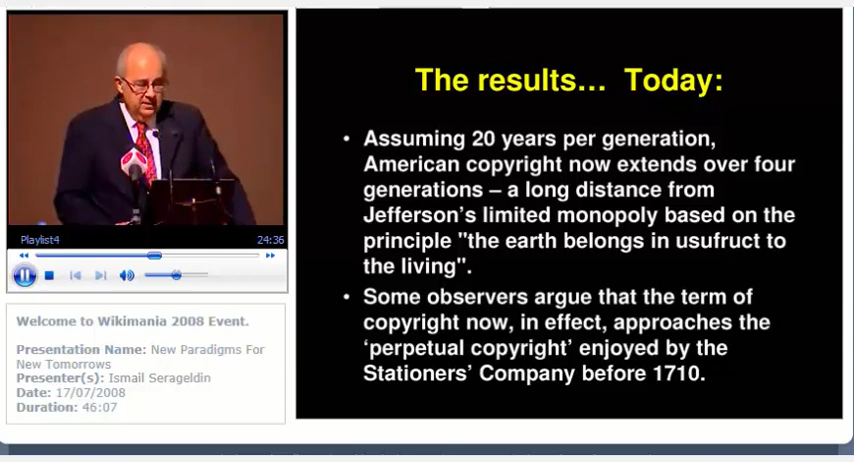 Playlist4 24:36
Welcome to Wikimania 2008 Event.
Presentation Name: New Paradigms For
New Tomorrows
Presenter(s): Ismail Serageldin
Date: 17/07/2008
Duration: 46:07
The results... Today:
• Assuming 20 years per generation,
American copyright now extends over four
generations – a long distance from
Jefferson's limited monopoly based on the
principle "the earth belongs in usufruct to
the living".
• Some observers argue that the term of
copyright now, in effect, approaches the
'perpetual copyright' enjoyed by the
Stationers' Company before 1710.